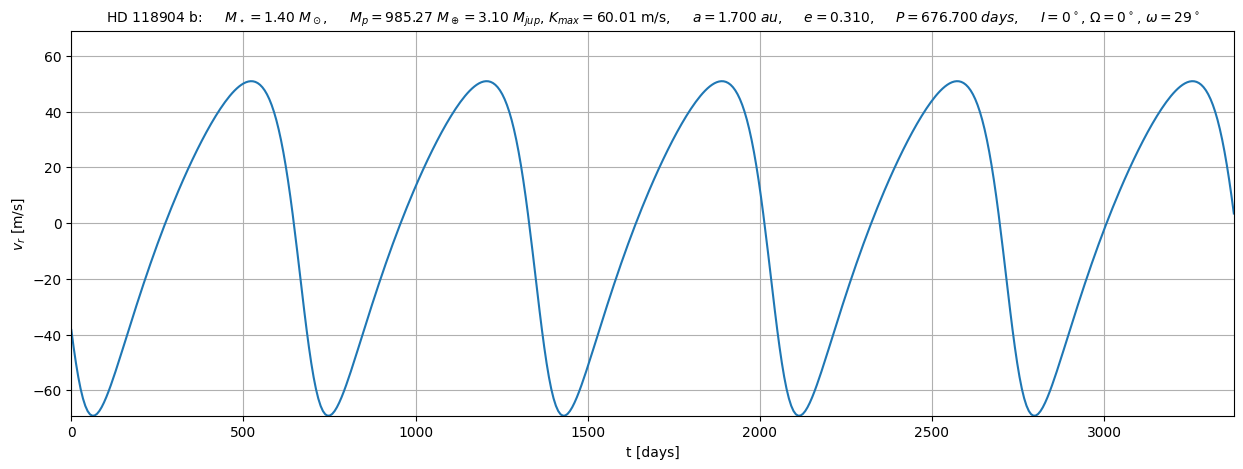 HD 118904 b: M⋆ = 1.40 M⊙, Mp = 985.27 M⊕ = 3.10 Mjup, Kmax = 60.01 m/s, a = 1.700 au, e = 0.310, P = 676.700 days, I = 0°, Ω = 0°, ω = 29°
60
40
20
0
−20
−40
−60
vr [m/s]
0 500 1000 1500 2000 2500 3000
t [days]